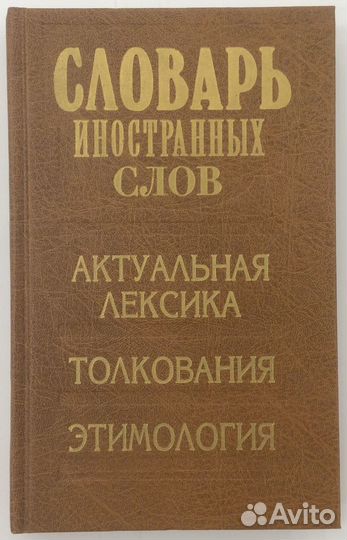 СЛОВАРЬ
ИНОСТРАННЫХ
СЛОВ
АКТУАЛЬНАЯ
ЛЕКСИКА
ТОЛКОВАНИЯ
ЭТИМОЛОГИЯ
Avito